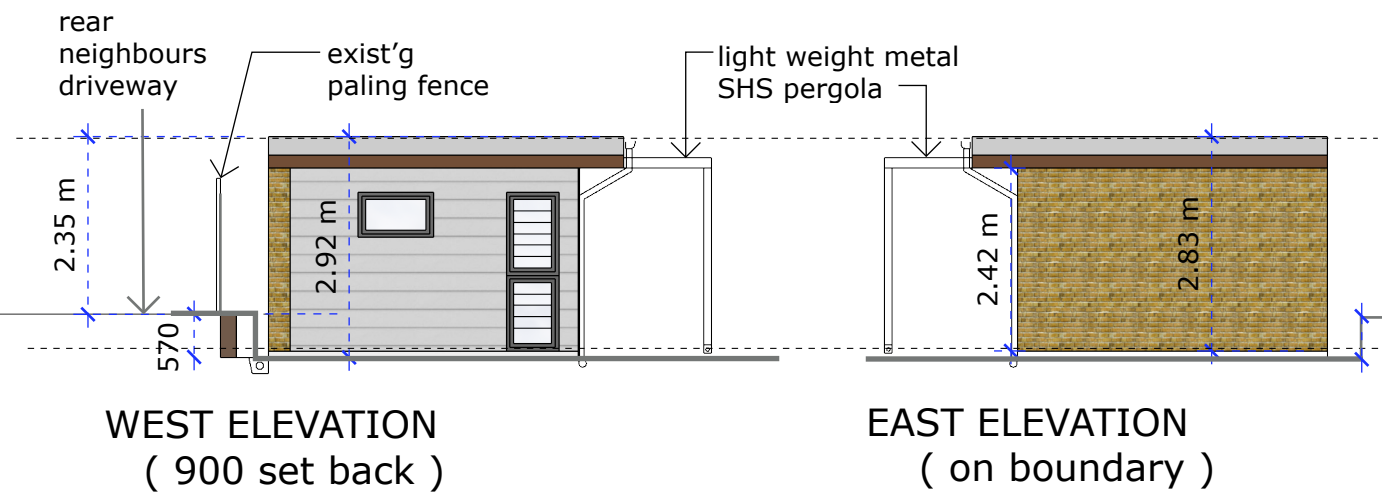 rear
neighbours
driveway
exist'g
paling fence
light weight metal
SHS pergola
2.35 m
570
2.92 m
2.42 m
2.83 m
WEST ELEVATION
( 900 set back )
EAST ELEVATION
( on boundary )